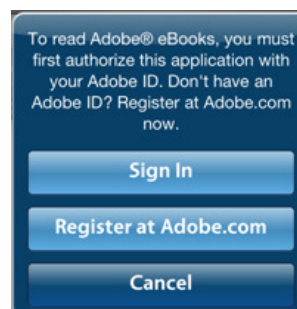 To read Adobe® eBooks, you must
first authorize this application with
your Adobe ID. Don't have an
Adobe ID? Register at Adobe.com
now.
Sign In
Register at Adobe.com
Cancel